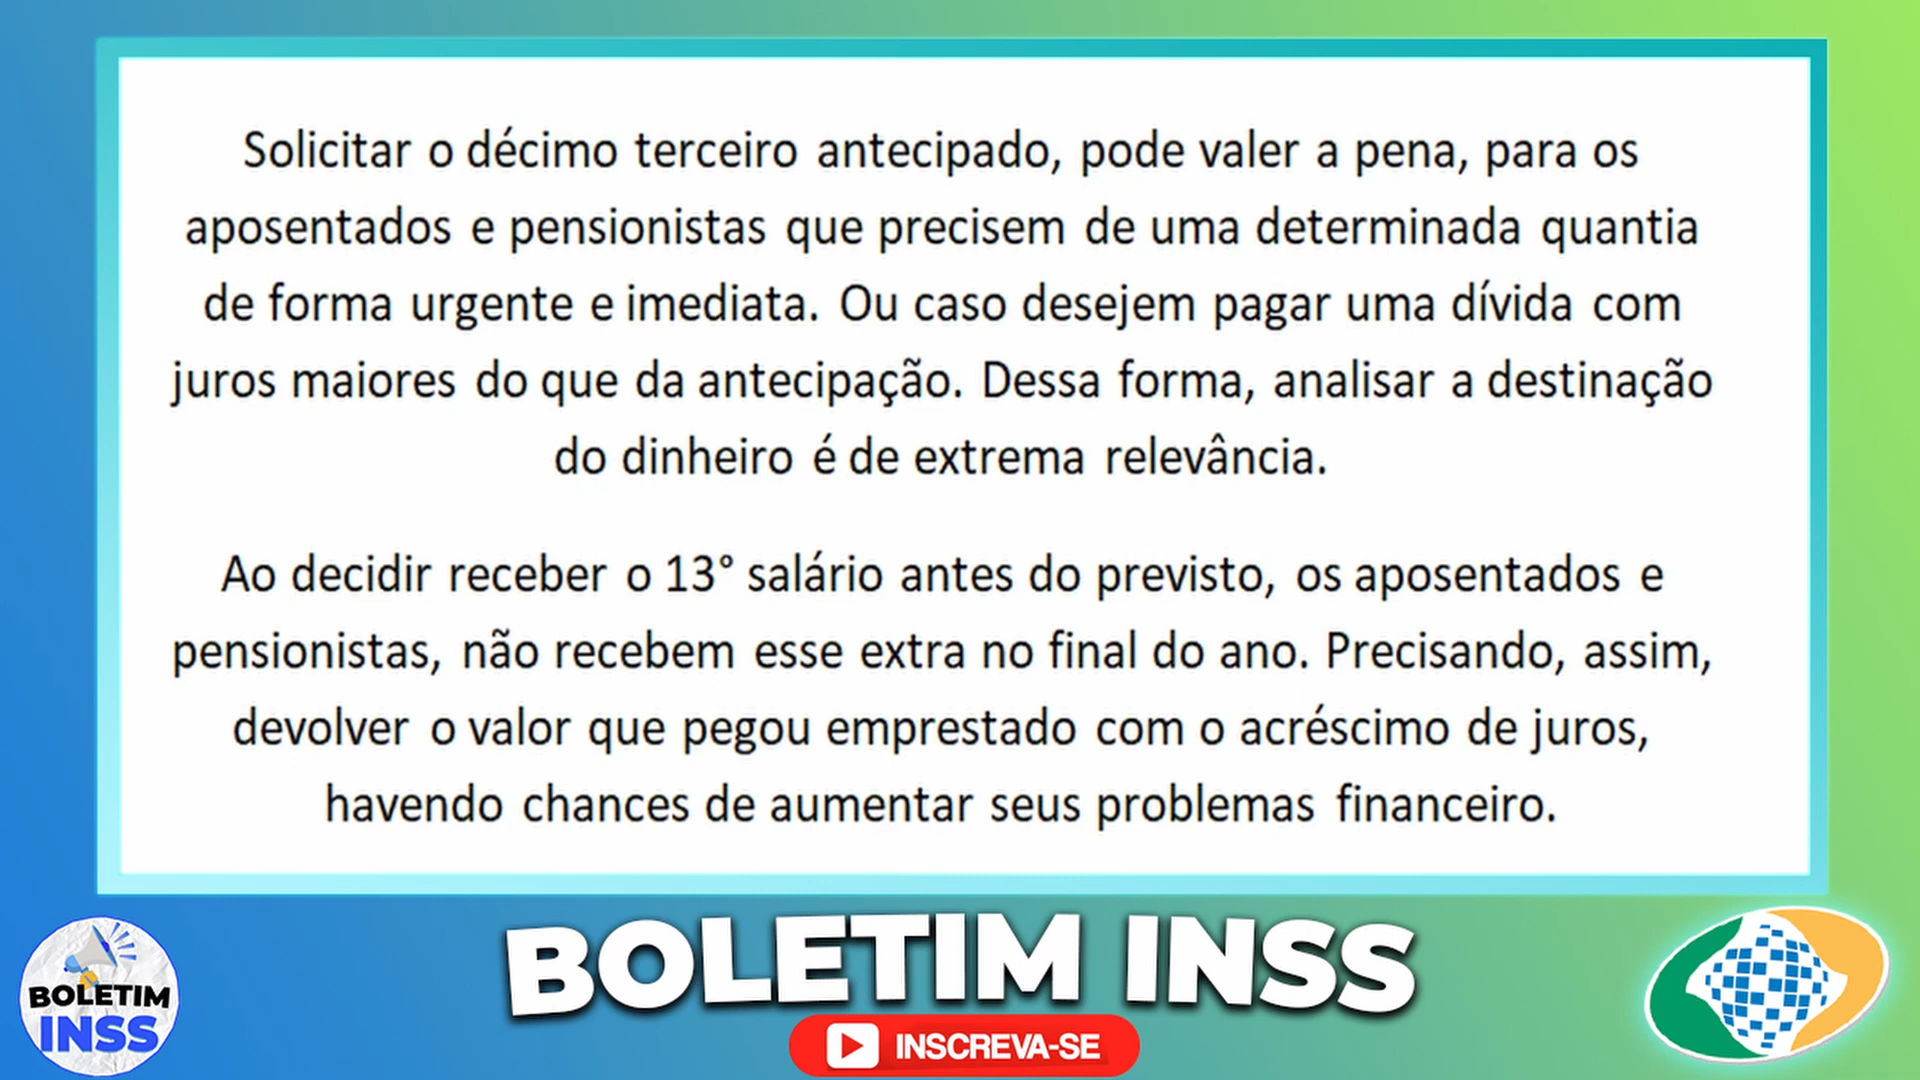 Solicitar o décimo terceiro antecipado, pode valer a pena, para os
aposentados e pensionistas que precisem de uma determinada quantia
de forma urgente e imediata. Ou caso desejem pagar uma dívida com
juros maiores do que da antecipação. Dessa forma, analisar a destinação
do dinheiro é de extrema relevância.
Ao decidir receber o 13° salário antes do previsto, os aposentados e
pensionistas, não recebem esse extra no final do ano. Precisando, assim,
devolver o valor que pegou emprestado com o acréscimo de juros,
havendo chances de aumentar seus problemas financeiro.
BOLETIM
INSS
BOLETIM INSS
INSCREVA-SE